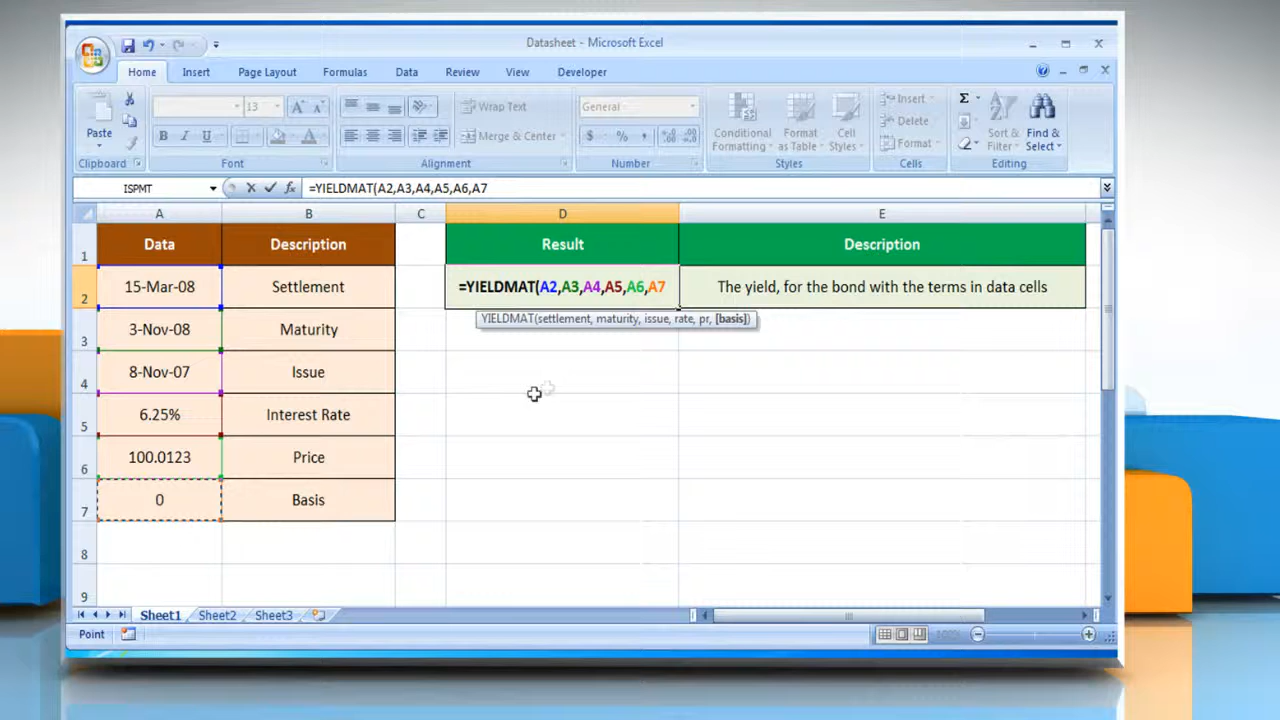 Datasheet - Microsoft Excel
Home Insert Page Layout Formulas Data Review View Developer
13 A A Wrap Text General Insert Σ
Paste B I U A Merge & Center $ % , Conditional Formatting Format as Table Cell Styles Delete Format Sort & Filter Find & Select
Clipboard Font Alignment Number Styles Cells Editing
ISPMT fx =YIELDMAT(A2,A3,A4,A5,A6,A7
A B C D E
1 Data Description Result Description
2 15-Mar-08 Settlement =YIELDMAT(A2,A3,A4,A5,A6,A7 The yield, for the bond with the terms in data cells
YIELDMAT(settlement, maturity, issue, rate, pr, [basis])
3 3-Nov-08 Maturity
4 8-Nov-07 Issue
5 6.25% Interest Rate
6 100.0123 Price
7 0 Basis
8
9
Sheet1 Sheet2 Sheet3
Point 100%